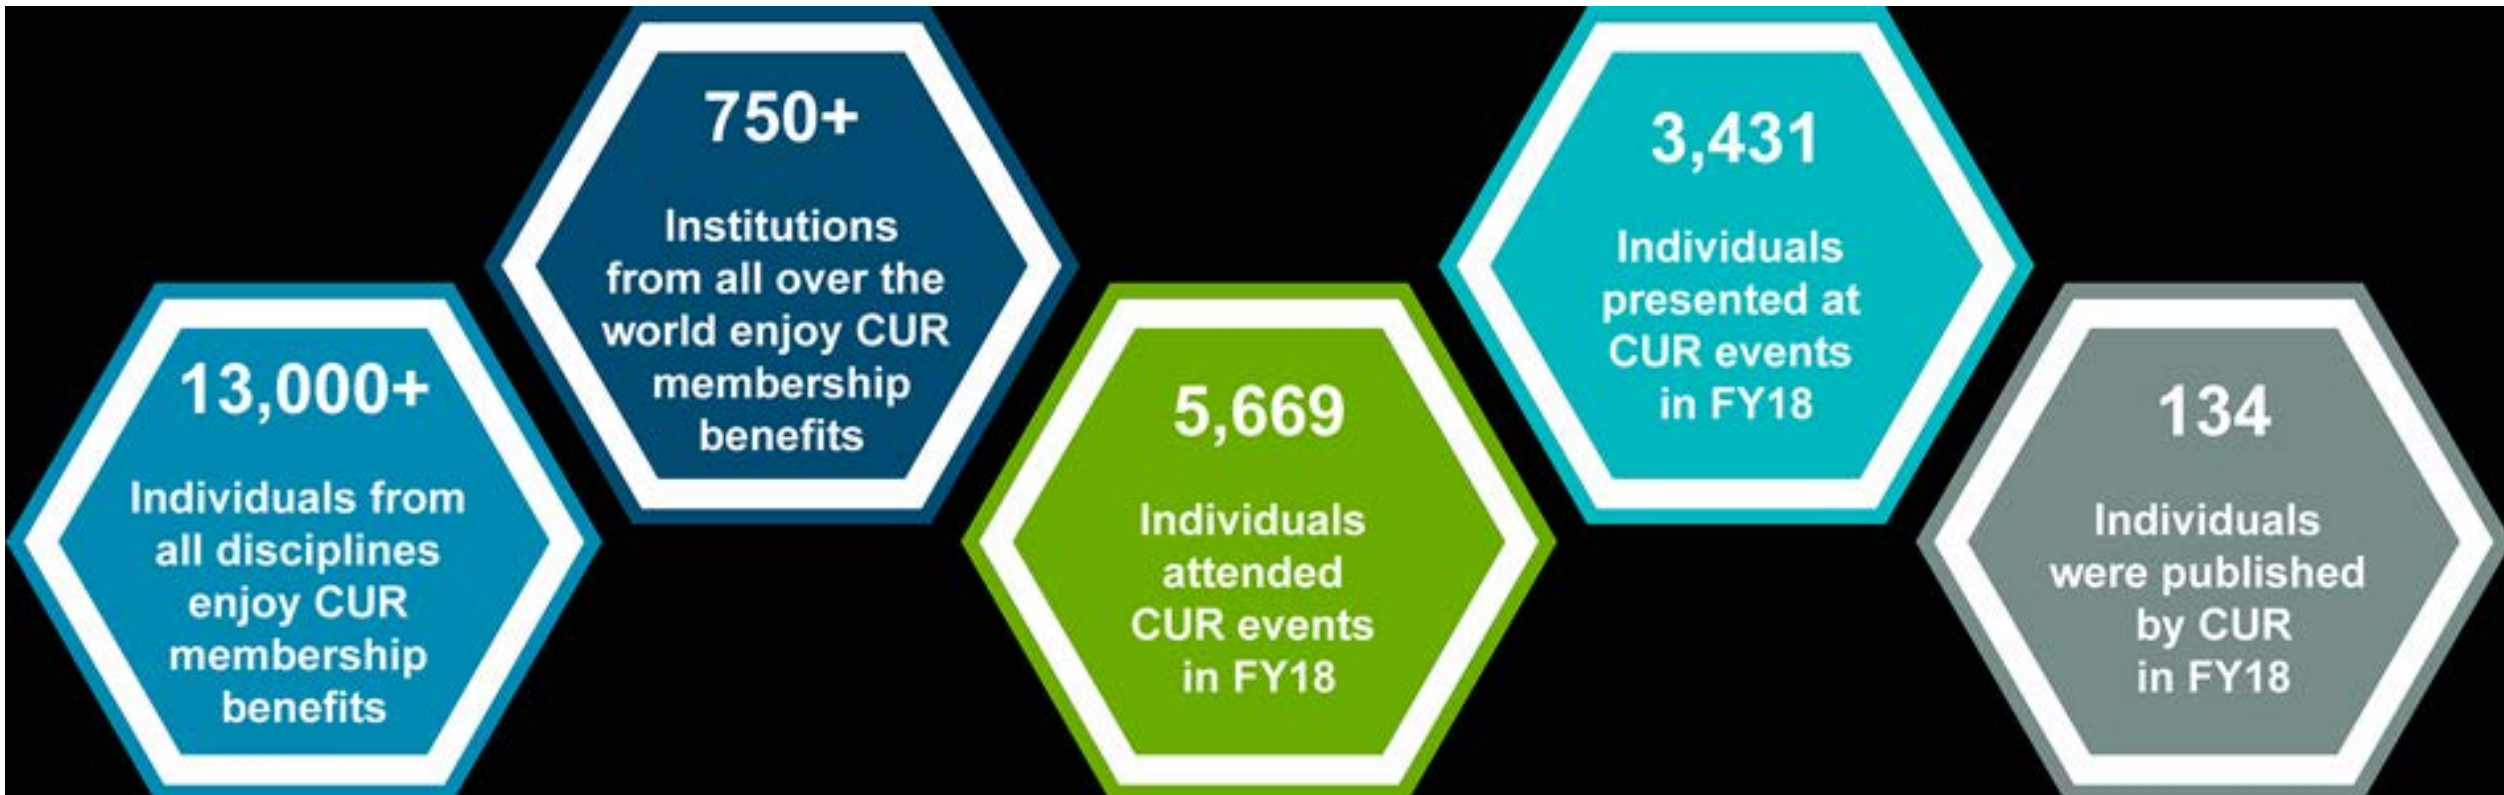 13,000+
Individuals from
all disciplines
enjoy CUR
membership
benefits
750+
Institutions
from all over the
world enjoy CUR
membership
benefits
5,669
Individuals
attended
CUR events
in FY18
3,431
Individuals
presented at
CUR events
in FY18
134
Individuals
were published
by CUR
in FY18